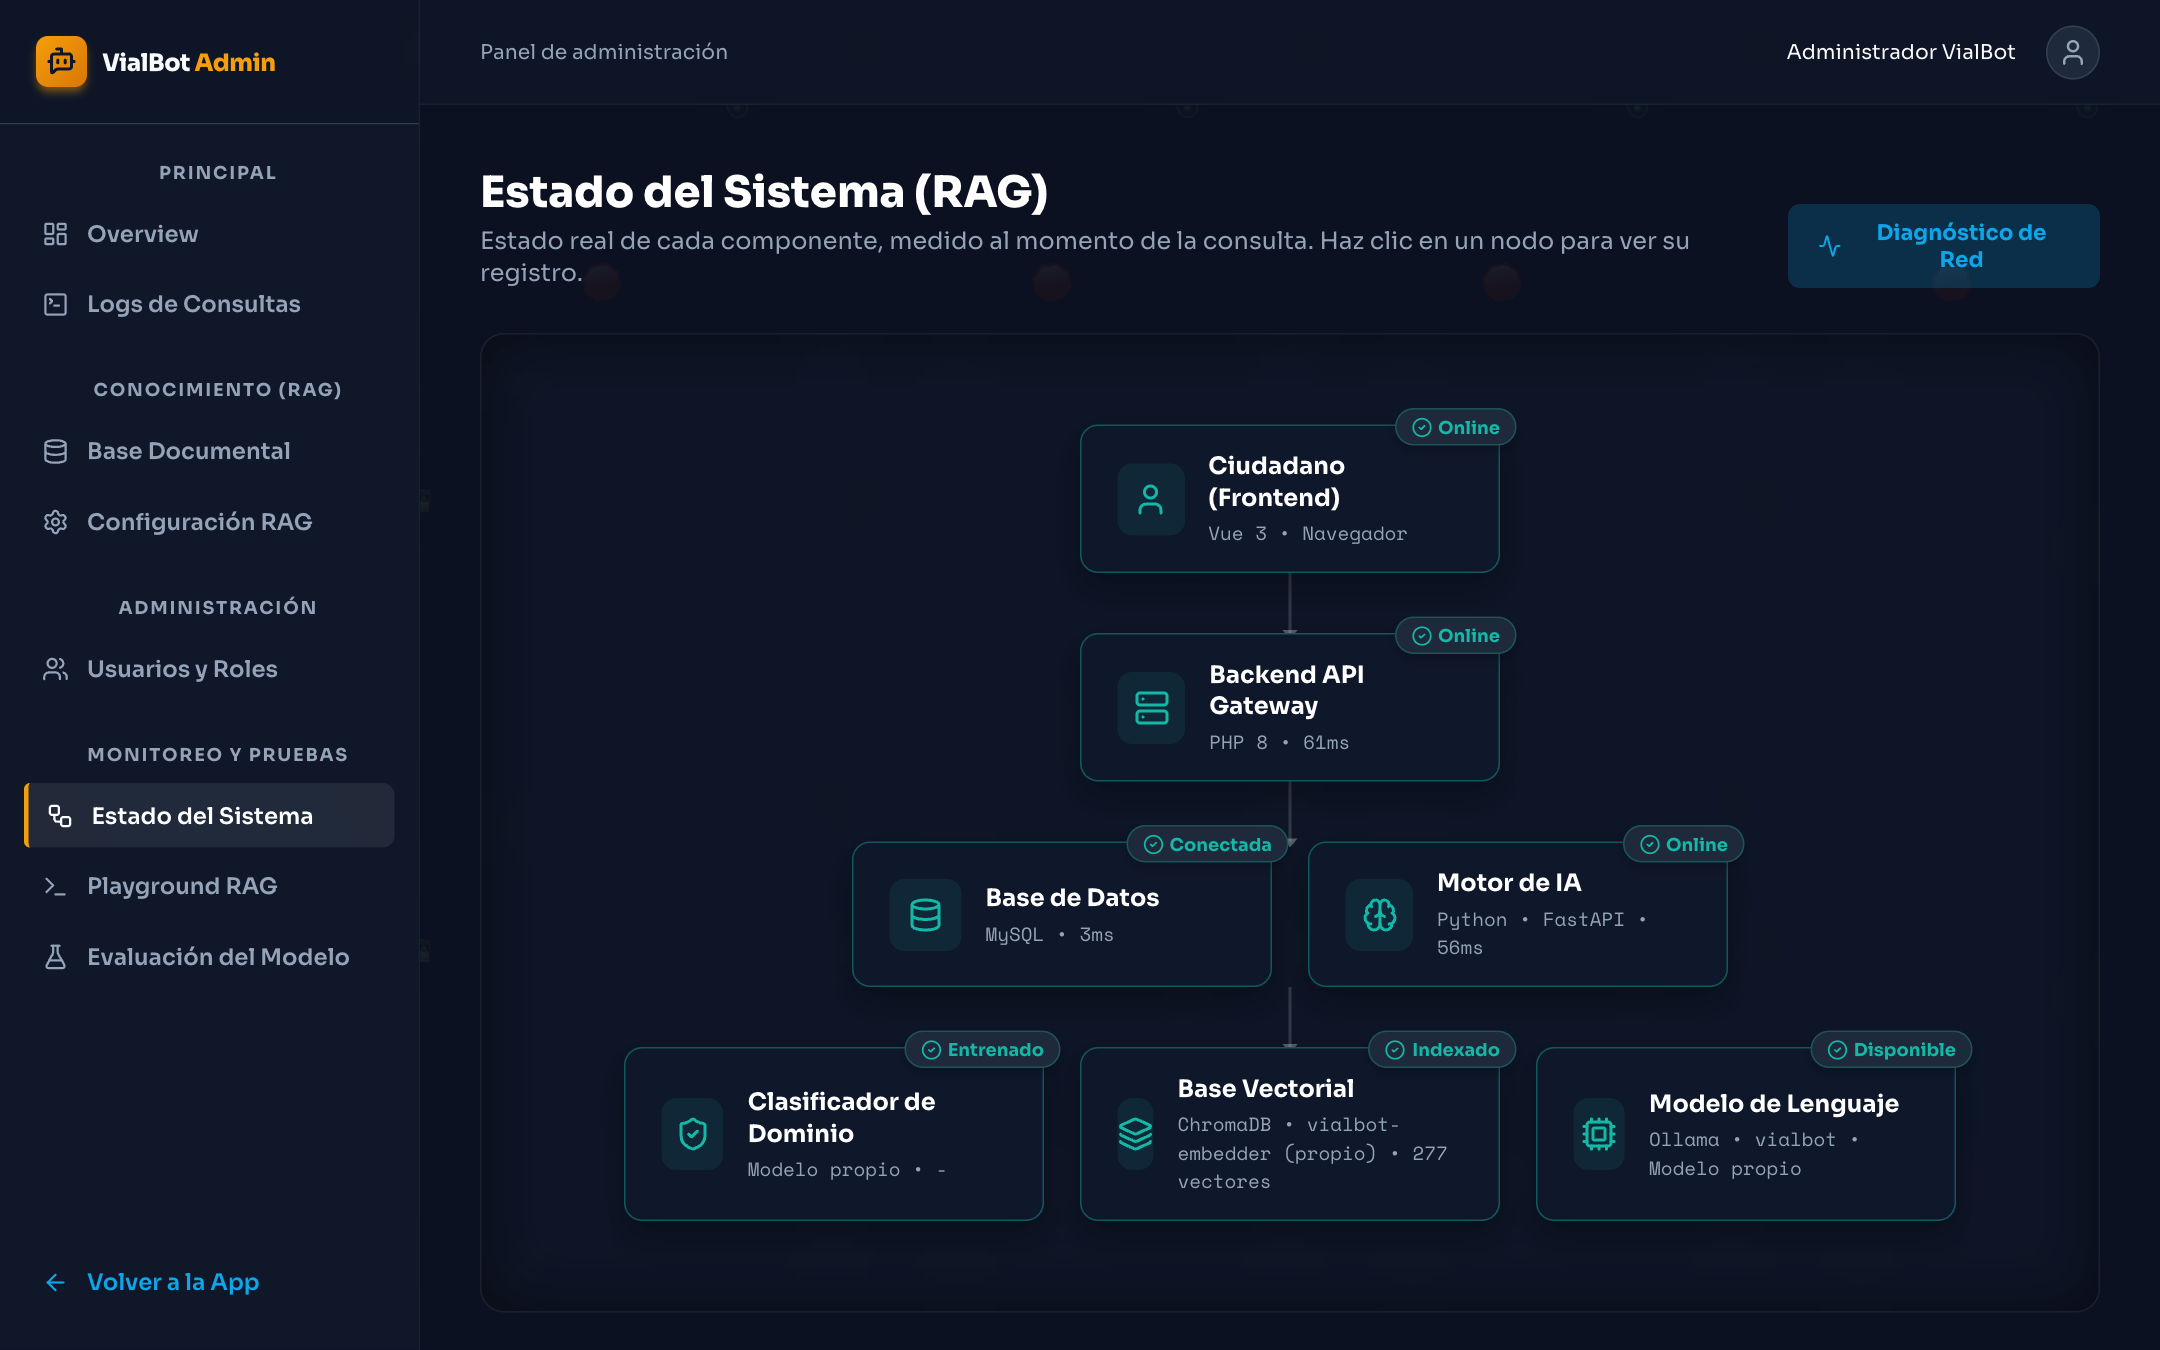 VialBot Admin
PRINCIPAL
Overview
Logs de Consultas
CONOCIMIENTO (RAG)
Base Documental
Configuración RAG
ADMINISTRACIÓN
Usuarios y Roles
MONITOREO Y PRUEBAS
Estado del Sistema
Playground RAG
Evaluación del Modelo
Volver a la App
Panel de administración
Administrador VialBot
Estado del Sistema (RAG)
Estado real de cada componente, medido al momento de la consulta. Haz clic en un nodo para ver su
registro.
Diagnóstico de
Red
Online
Ciudadano
(Frontend)
Vue 3 • Navegador
Online
Backend API
Gateway
PHP 8 • 61ms
Conectada
Base de Datos
MySQL • 3ms
Online
Motor de IA
Python • FastAPI •
56ms
Entrenado
Clasificador de
Dominio
Modelo propio • -
Indexado
Base Vectorial
ChromaDB • vialbot-
embedder (propio) • 277
vectores
Disponible
Modelo de Lenguaje
Ollama • vialbot •
Modelo propio